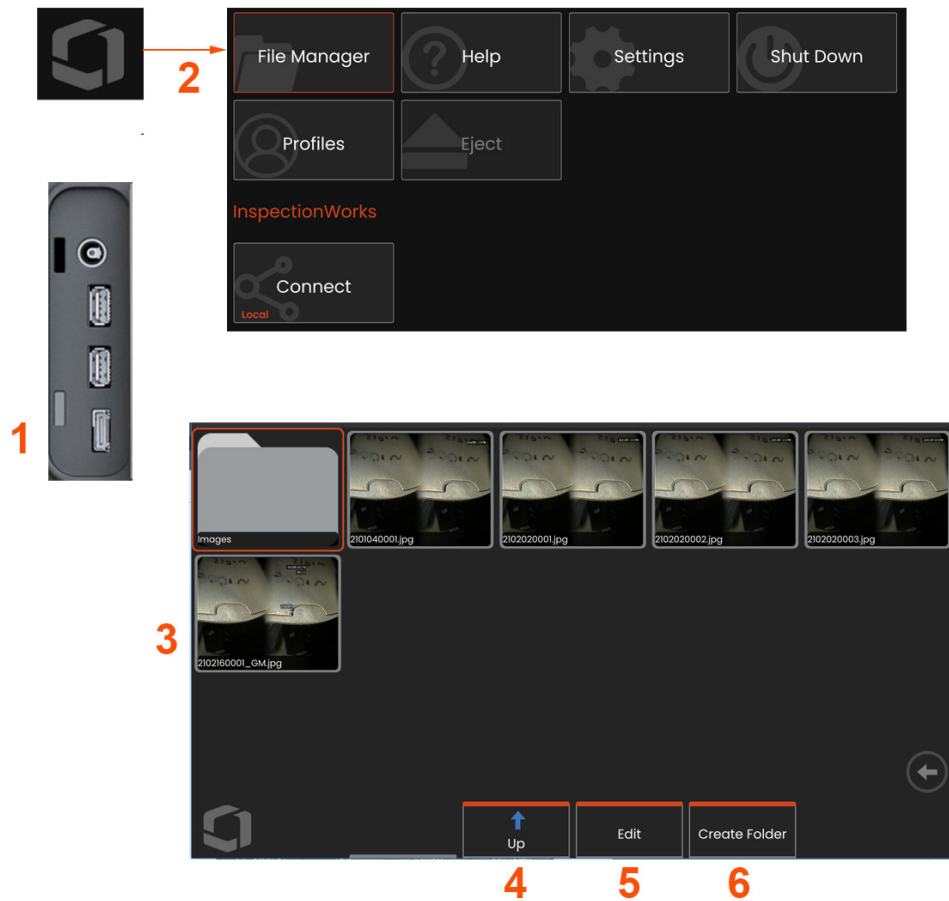 2
File Manager
Help
Settings
Shut Down
Profiles
Eject
InspectionWorks
Connect
Local
1
Images
2101040001.jpg
2102020001.jpg
2102020002.jpg
2102020003.jpg
3
2102160001_GM.jpg
Up
Edit
Create Folder
4
5
6